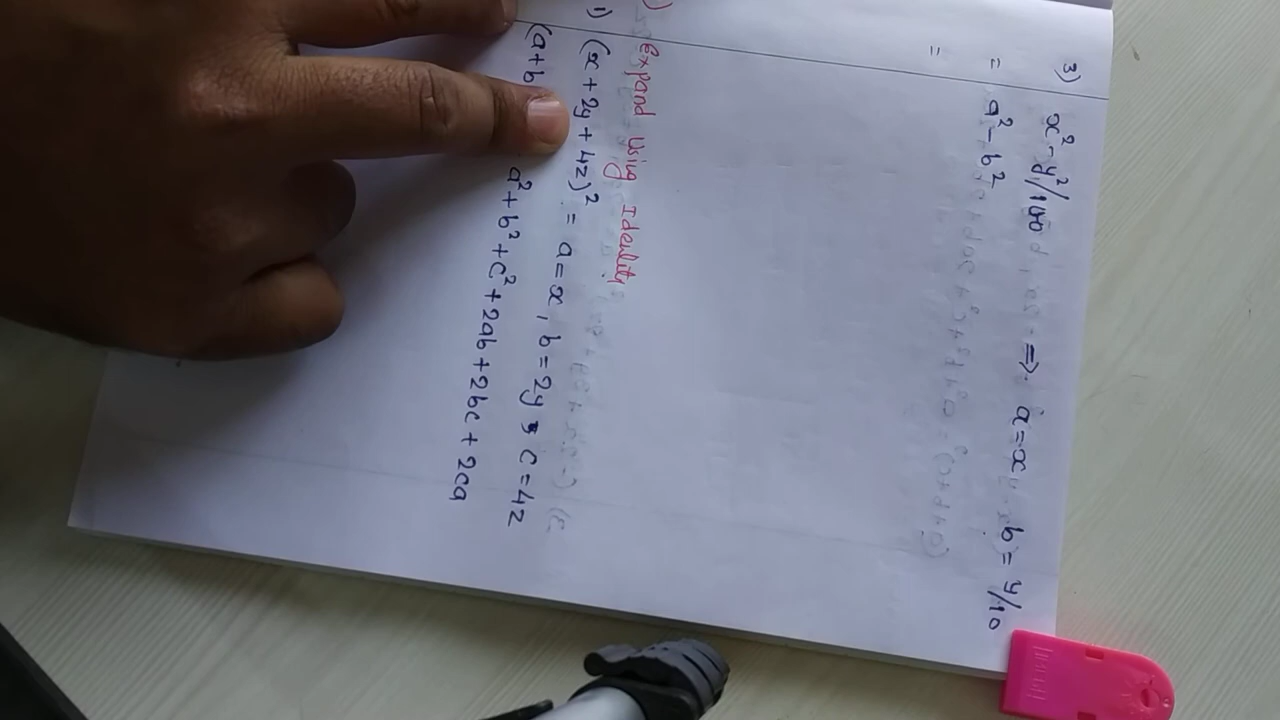 3) x² - y²/100 ⇒ a = x b = y/10
= a² - b²
=
) Expand Using Identity
1) (x + 2y + 4z)² = a = x, b = 2y, c = 4z
(a+b a² + b² + c² + 2ab + 2bc + 2ca